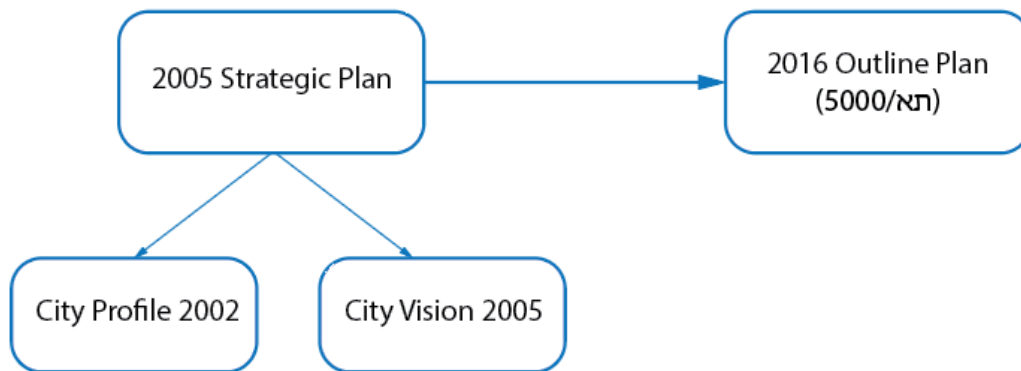 2005 Strategic Plan
2016 Outline Plan
(תא/5000)
City Profile 2002
City Vision 2005